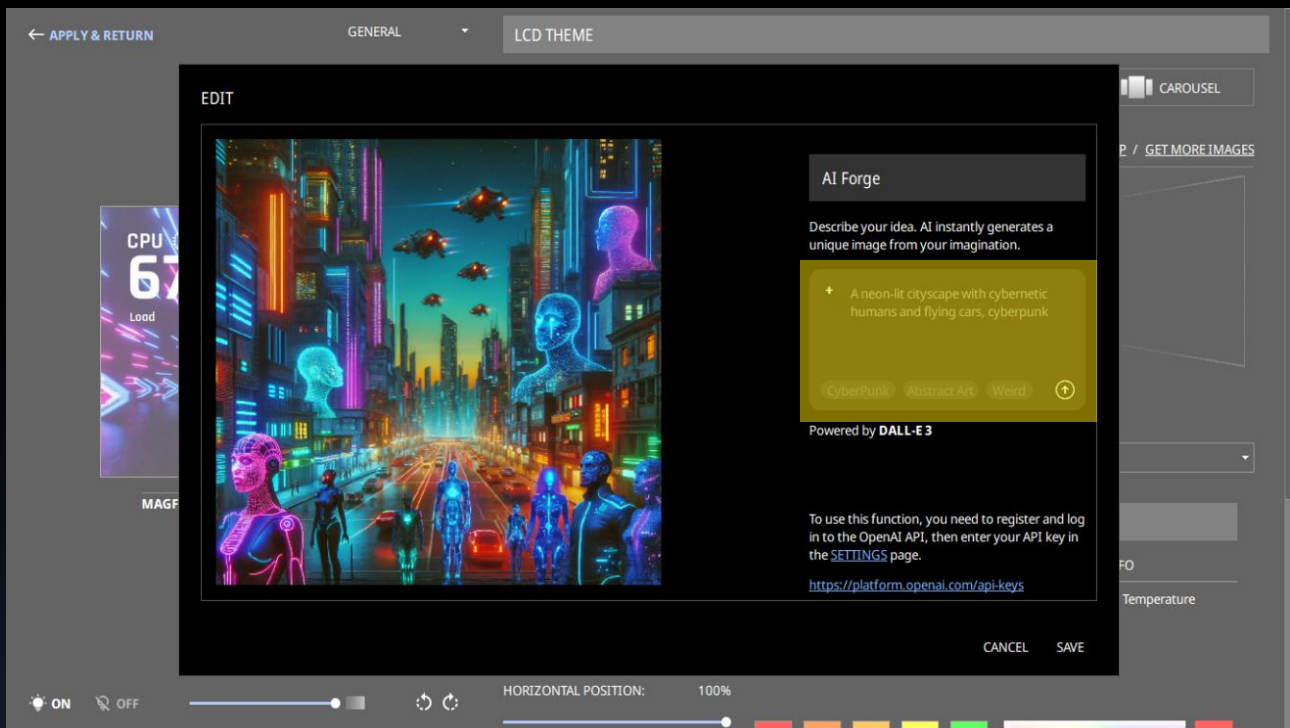 ← APPLY & RETURN
GENERAL
LCD THEME
CAROUSEL
EDIT
P / GET MORE IMAGES
AI Forge
Describe your idea. AI instantly generates a
unique image from your imagination.
CPU
67
Load
+ A neon-lit cityscape with cybernetic
humans and flying cars, cyberpunk
CyberPunk Abstract Art Weird
Powered by DALL-E 3
MAGF
To use this function, you need to register and log
in to the OpenAI API, then enter your API key in
the SETTINGS page.
FO
https://platform.openai.com/api-keys
Temperature
CANCEL SAVE
ON OFF
HORIZONTAL POSITION: 100%